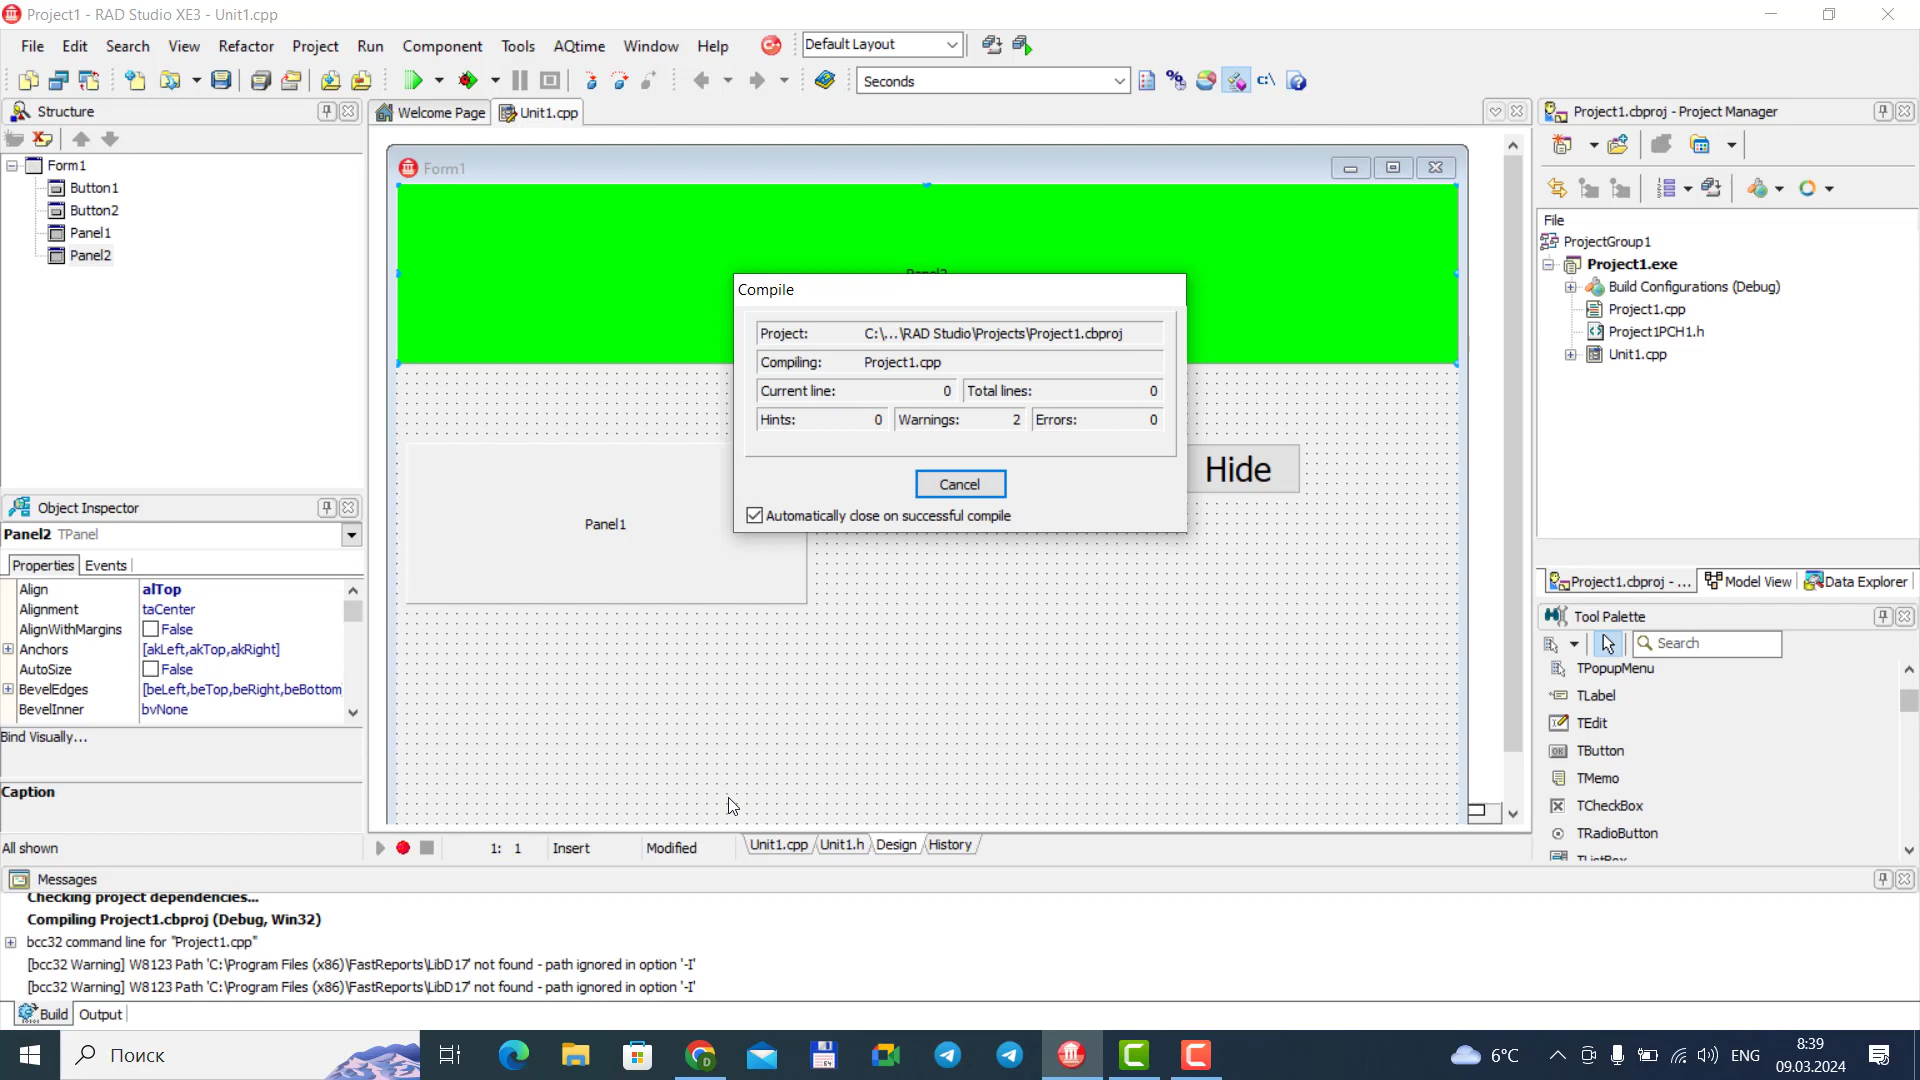 Project1 - RAD Studio XE3 - Unit1.cpp
File Edit Search View Refactor Project Run Component Tools AQtime Window Help Default Layout
Seconds
Structure
Welcome Page Unit1.cpp
Project1.cbproj - Project Manager
Form1
Button1
Button2
Panel1
Panel2
Form1
File
ProjectGroup1
Project1.exe
Build Configurations (Debug)
Project1.cpp
Project1PCH1.h
Unit1.cpp
Panel2
Compile
Project: C:\...\RAD Studio\Projects\Project1.cbproj
Compiling: Project1.cpp
Current line: 0 Total lines: 0
Hints: 0 Warnings: 2 Errors: 0
Cancel
Automatically close on successful compile
Hide
Panel1
Object Inspector
Panel2 TPanel
Properties Events
Align alTop
Alignment taCenter
AlignWithMargins False
Anchors [akLeft,akTop,akRight]
AutoSize False
BevelEdges [beLeft,beTop,beRight,beBottom
BevelInner bvNone
Bind Visually...
Caption
All shown
Project1.cbproj - ... Model View Data Explorer
Tool Palette
Search
TPopupMenu
TLabel
TEdit
TButton
TMemo
TCheckBox
TRadioButton
TListBox
1: 1 Insert Modified Unit1.cpp Unit1.h Design History
Messages
Checking project dependencies...
Compiling Project1.cbproj (Debug, Win32)
bcc32 command line for "Project1.cpp"
[bcc32 Warning] W8123 Path 'C:\Program Files (x86)\FastReports\LibD17' not found - path ignored in option '-I'
[bcc32 Warning] W8123 Path 'C:\Program Files (x86)\FastReports\LibD17' not found - path ignored in option '-I'
Build Output
Поиск
6°C
ENG
8:39
09.03.2024